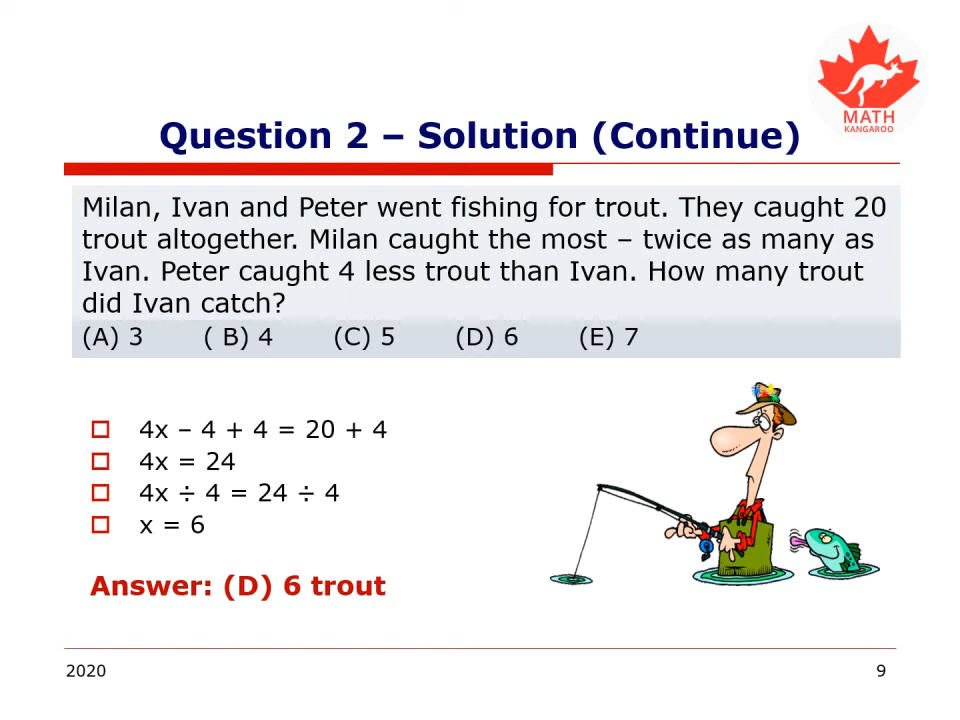 MATH
KANGAROO
Question 2 – Solution (Continue)
Milan, Ivan and Peter went fishing for trout. They caught 20
trout altogether. Milan caught the most – twice as many as
Ivan. Peter caught 4 less trout than Ivan. How many trout
did Ivan catch?
(A) 3 ( B) 4 (C) 5 (D) 6 (E) 7
4x – 4 + 4 = 20 + 4
4x = 24
4x ÷ 4 = 24 ÷ 4
x = 6
Answer: (D) 6 trout
2020 9